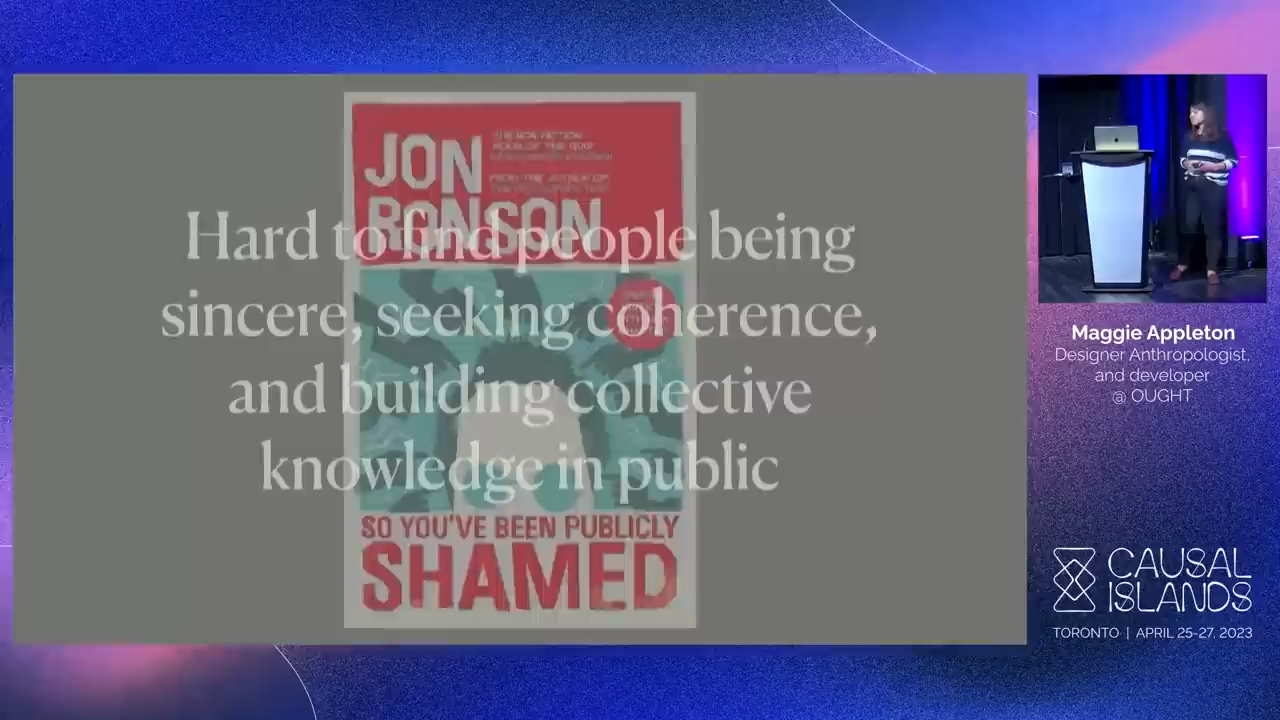 JON
RONSON
Hard to find people being
sincere, seeking coherence,
and building collective
knowledge in public
SO YOU'VE BEEN PUBLICLY
SHAMED
Maggie Appleton
Designer Anthropologist,
and developer
@ OUGHT
CAUSAL
ISLANDS
TORONTO | APRIL 25-27, 2023